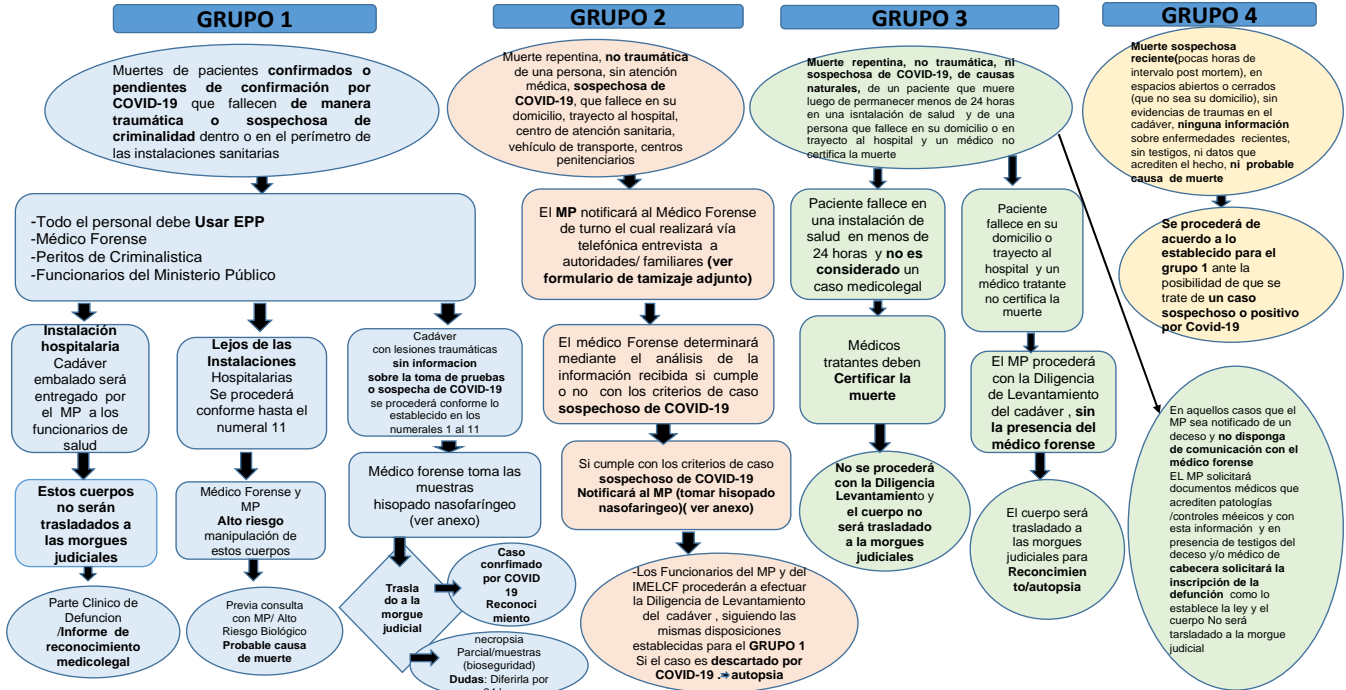 GRUPO 1
Muertes de pacientes confirmados o
pendientes de confirmación por
COVID-19 que fallecen de manera
traumática o sospechosa de
criminalidad dentro o en el perímetro de
las instalaciones sanitarias
-Todo el personal debe Usar EPP
-Médico Forense
-Peritos de Criminalistica
-Funcionarios del Ministerio Público
Instalación
hospitalaria
Cadáver
embalado será
entregado por
el MP a los
funcionarios de
salud
Estos cuerpos
no serán
trasladados a
las morgues
judiciales
Parte Clinico de
Defuncion
/Informe de
reconocimiento
medicolegal
Lejos de las
Instalaciones
Hospitalarias
Se procederá
conforme hasta el
numeral 11
Médico Forense y
MP
Alto riesgo
manipulación de
estos cuerpos
Previa consulta
con MP/ Alto
Riesgo Biológico
Probable causa
de muerte
Cadáver
con lesiones traumáticas
sin informacion
sobre la toma de pruebas
o sospecha de COVID-19
se procederá conforme lo
establecido en los
numerales 1 al 11
Médico forense toma las
muestras
hisopado nasofaríngeo
(ver anexo)
Trasla
do a la
morgue
judicial
Caso
confrimado
por COVID
19
Reconoci
miento
necropsia
Parcial/muestras
(bioseguridad)
Dudas: Diferirla por
GRUPO 2
Muerte repentina, no traumática
de una persona, sin atención
médica, sospechosa de
COVID-19, que fallece en su
domicilio, trayecto al hospital,
centro de atención sanitaria,
vehículo de transporte, centros
penitenciarios
El MP notificará al Médico Forense
de turno el cual realizará vía
telefónica entrevista a
autoridades/ familiares (ver
formulario de tamizaje adjunto)
El médico Forense determinará
mediante el análisis de la
información recibida si cumple
o no con los criterios de caso
sospechoso de COVID-19
Si cumple con los criterios de caso
sospechoso de COVID-19
Notificará al MP (tomar hisopado
nasofaringeo)( ver anexo)
-Los Funcionarios del MP y del
IMELCF procederán a efectuar
la Diligencia de Levantamiento
del cadáver , siguiendo las
mismas disposiciones
establecidas para el GRUPO 1
Si el caso es descartado por
COVID-19 .➔ autopsia
GRUPO 3
Muerte repentina, no traumática, ni
sospechosa de COVID-19, de causas
naturales, de un paciente que muere
luego de permanecer menos de 24 horas
en una isntalación de salud y de una
persona que fallece en su domicilio o en
trayecto al hospital y un médico no
certifica la muerte
Paciente fallece en
una instalación de
salud en menos de
24 horas y no es
considerado un
caso medicolegal
Médicos
tratantes deben
Certificar la
muerte
No se procederá
con la Diligencia
Levantamiento y
el cuerpo no
será trasladado
a la morgues
judiciales
Paciente
fallece en su
domicilio o
trayecto al
hospital y un
médico tratante
no certifica la
muerte
El MP procederá
con la Diligencia
de Levantamiento
del cadáver , sin
la presencia del
médico forense
El cuerpo será
trasladado a
las morgues
judiciales para
Reconcimien
to/autopsia
GRUPO 4
Muerte sospechosa
reciente(pocas horas de
intervalo post mortem), en
espacios abiertos o cerrados
(que no sea su domicilio), sin
evidencias de traumas en el
cadáver, ninguna información
sobre enfermedades recientes,
sin testigos, ni datos que
acrediten el hecho, ni probable
causa de muerte
Se procederá de
acuerdo a lo
establecido para el
grupo 1 ante la
posibilidad de que se
trate de un caso
sospechoso o positivo
por Covid-19
En aquellos casos que el
MP sea notificado de un
deceso y no disponga
de comunicación con el
médico forense
EL MP solicitará
documentos médicos que
acrediten patologías
/controles méeicos y con
esta información y en
presencia de testigos del
deceso y/o médico de
cabecera solicitará la
inscripción de la
defunción como lo
establece la ley y el
cuerpo No será
tarsladado a la morgue
judicial